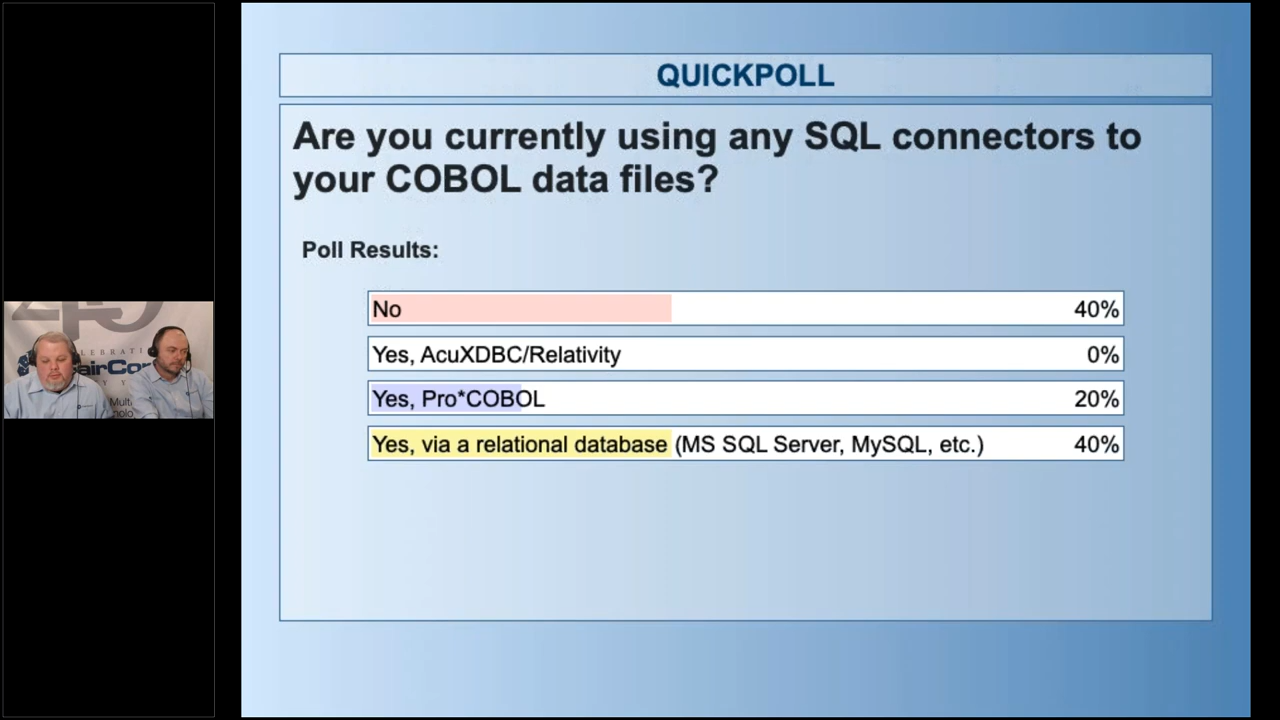 QUICKPOLL
Are you currently using any SQL connectors to
your COBOL data files?
Poll Results:
No 40%
Yes, AcuXDBC/Relativity 0%
Yes, Pro*COBOL 20%
Yes, via a relational database (MS SQL Server, MySQL, etc.) 40%